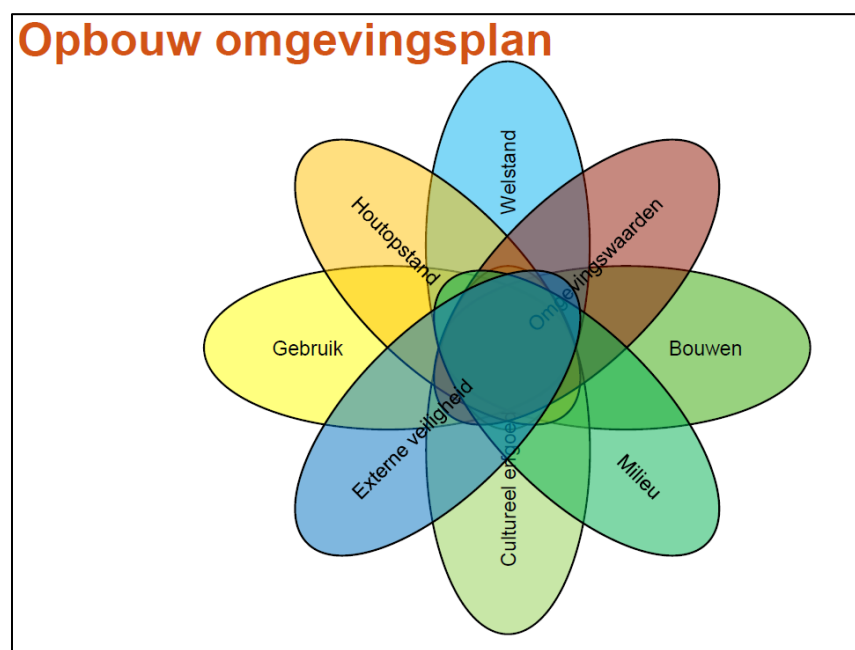 Opbouw omgevingsplan
Welstand
Omgevingswaarden
Houtopstand
Gebruik
Bouwen
Externe veiligheid
Cultureel erfgoed
Milieu